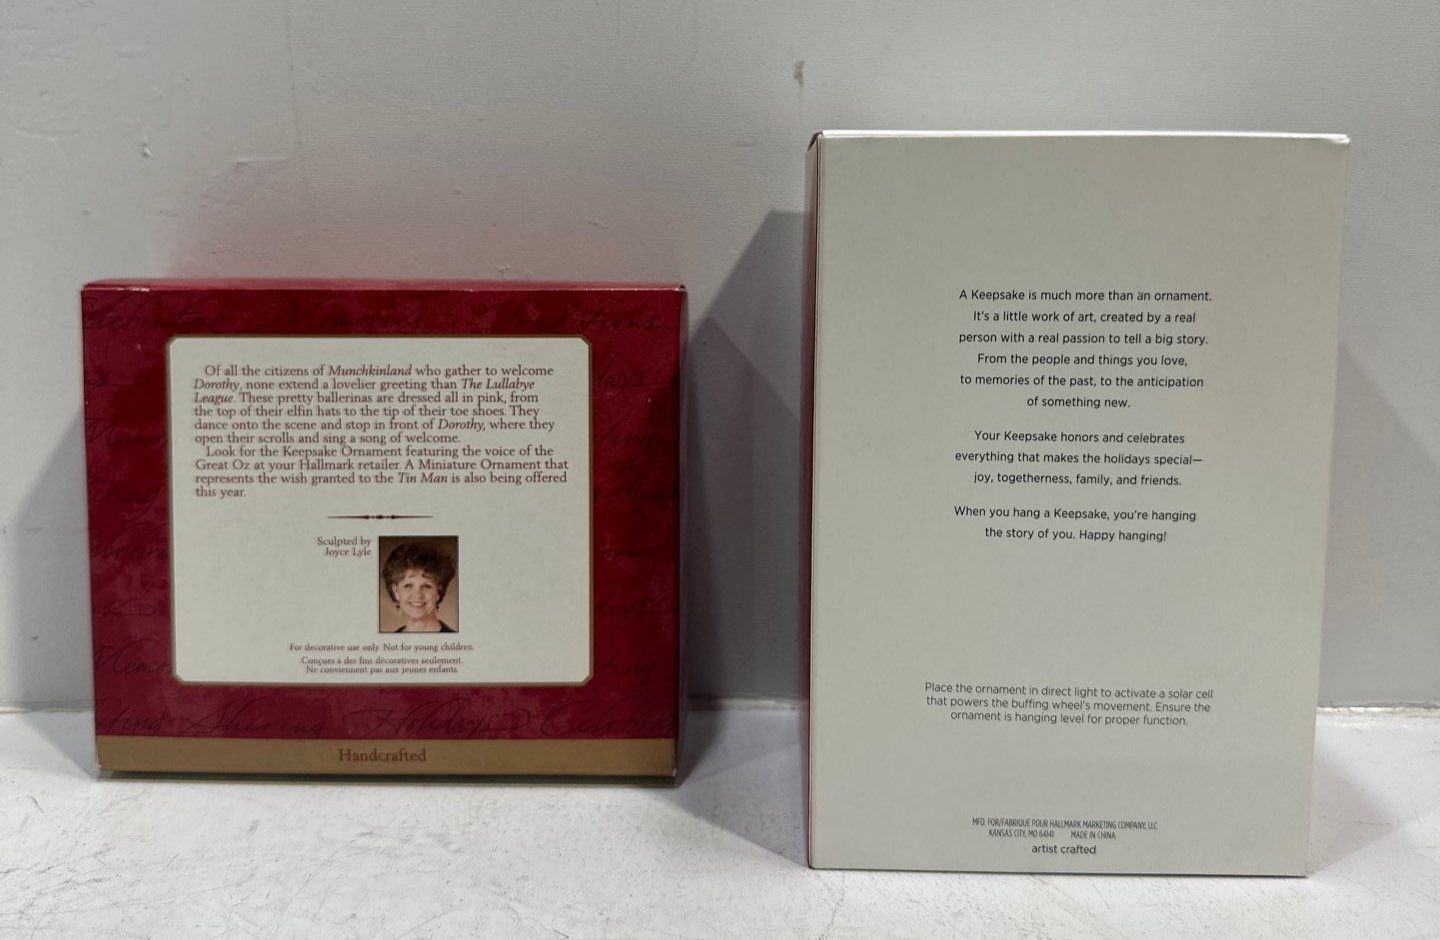 Of all the citizens of Munchkinland who gather to welcome
Dorothy, none extend a lovelier greeting than The Lullabye
League. These pretty ballerinas are dressed all in pink, from
the top of their elfin hats to the tip of their toe shoes. They
dance onto the scene and stop in front of Dorothy, where they
open their scrolls and sing a song of welcome.
Look for the Keepsake Ornament featuring the voice of the
Great Oz at your Hallmark retailer. A Miniature Ornament that
represents the wish granted to the Tin Man is also being offered
this year.
Sculpted by
Joyce Lyle
For decorative use only. Not for young children.
Conçues à des fins décoratives seulement.
Ne conviennent pas aux jeunes enfants.
Sharing Holidays
Handcrafted
A Keepsake is much more than an ornament.
It's a little work of art, created by a real
person with a real passion to tell a big story.
From the people and things you love,
to memories of the past, to the anticipation
of something new.
Your Keepsake honors and celebrates
everything that makes the holidays special—
joy, togetherness, family, and friends.
When you hang a Keepsake, you're hanging
the story of you. Happy hanging!
Place the ornament in direct light to activate a solar cell
that powers the buffing wheel's movement. Ensure the
ornament is hanging level for proper function.
MFD. FOR/FABRIQUÉ POUR HALLMARK MARKETING COMPANY, LLC
KANSAS CITY, MO 64141 MADE IN CHINA
artist crafted